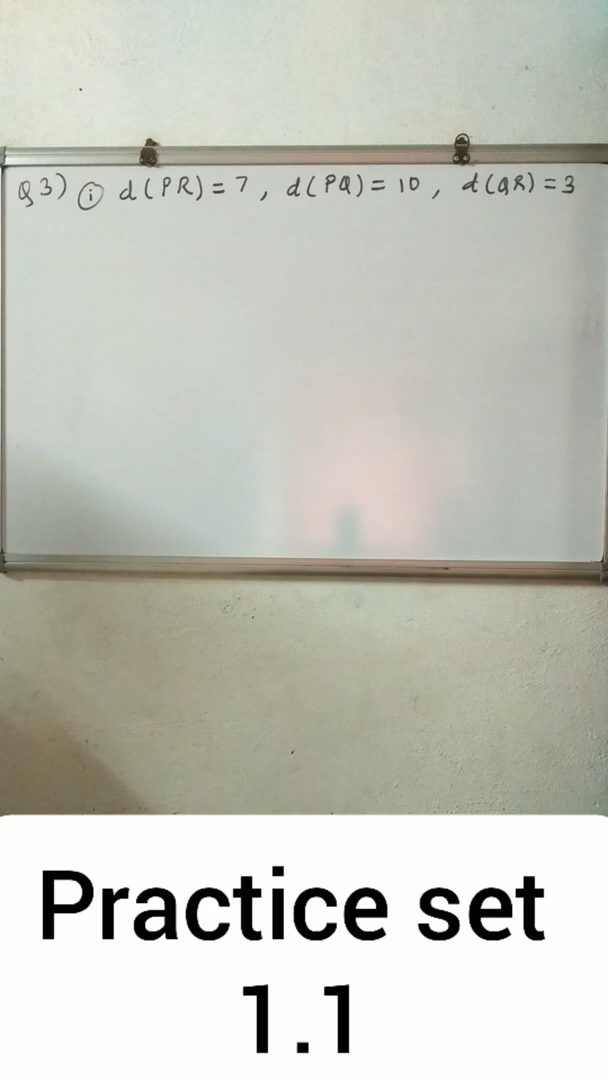 Q3) (i) d(PR) = 7, d(PQ) = 10, d(QR) = 3
Practice set
1.1